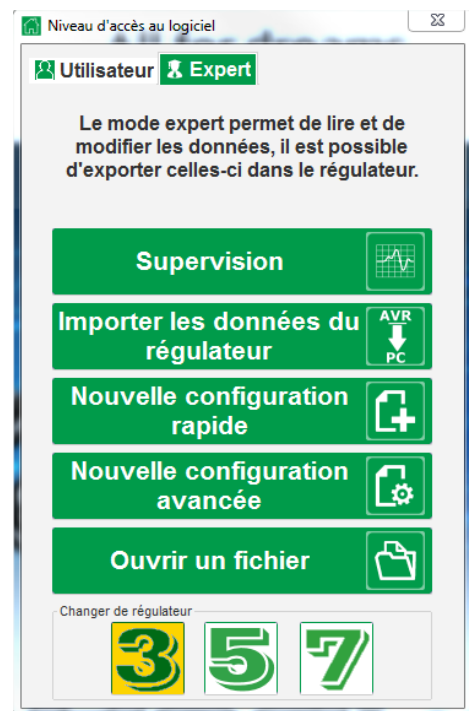 Niveau d'accès au logiciel
Utilisateur Expert
Le mode expert permet de lire et de
modifier les données, il est possible
d'exporter celles-ci dans le régulateur.
Supervision
Importer les données du
régulateur
AVR
PC
Nouvelle configuration
rapide
Nouvelle configuration
avancée
Ouvrir un fichier
Changer de régulateur
3 5 7